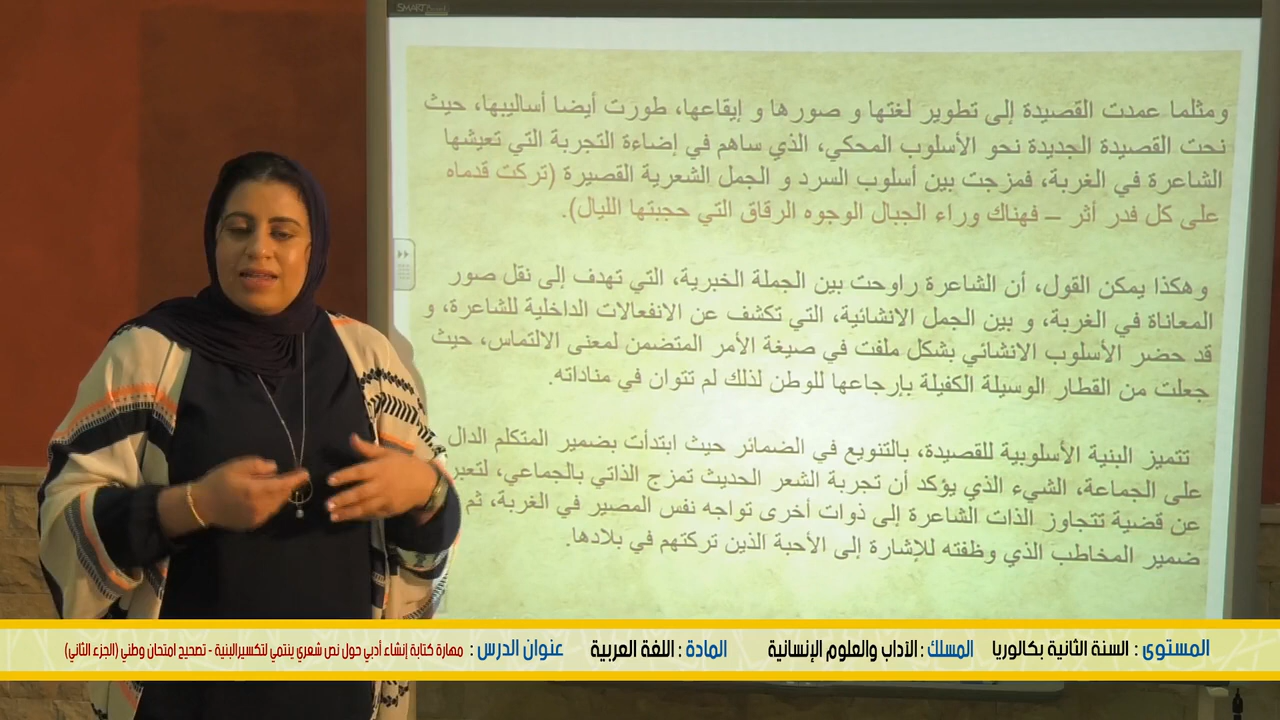 SMART
ومثلما عمدت القصيدة إلى تطوير لغتها و صورها و إيقاعها، طورت أيضا أساليبها، حيث
نحت القصيدة الجديدة نحو الأسلوب المحكي، الذي ساهم في إضاءة التجربة التي تعيشها
الشاعرة في الغربة، فمزجت بين أسلوب السرد و الجمل الشعرية القصيرة (تركت قدماه
على كل فدر أثر – فهناك وراء الجبال الوجوه الرقاق التي حجبتها الليال).
وهكذا يمكن القول، أن الشاعرة راوحت بين الجملة الخبرية، التي تهدف إلى نقل صور
المعاناة في الغربة، و بين الجمل الانشائية، التي تكشف عن الانفعالات الداخلية للشاعرة، و
قد حضر الأسلوب الانشائي بشكل ملفت في صيغة الأمر المتضمن لمعنى الالتماس، حيث
جعلت من القطار الوسيلة الكفيلة بإرجاعها للوطن لذلك لم تتوان في مناداته.
تتميز البنية الأسلوبية للقصيدة، بالتنويع في الضمائر حيث ابتدأت بضمير المتكلم الدال
على الجماعة، الشيء الذي يؤكد أن تجربة الشعر الحديث تمزج الذاتي بالجماعي، لتعبر
عن قضية تتجاوز الذات الشاعرة إلى ذوات أخرى تواجه نفس المصير في الغربة، ثم
ضمير المخاطب الذي وظفته للإشارة إلى الأحبة الذين تركتهم في بلادها.
المستوى : السنة الثانية بكالوريا المسلك : الآداب والعلوم الإنسانية المادة : اللغة العربية عنوان الدرس : مهارة كتابة إنشاء أدبي حول نص شعري ينتمي لتكسيرالبنية - تصحيح امتحان وطني (الجزء الثاني)